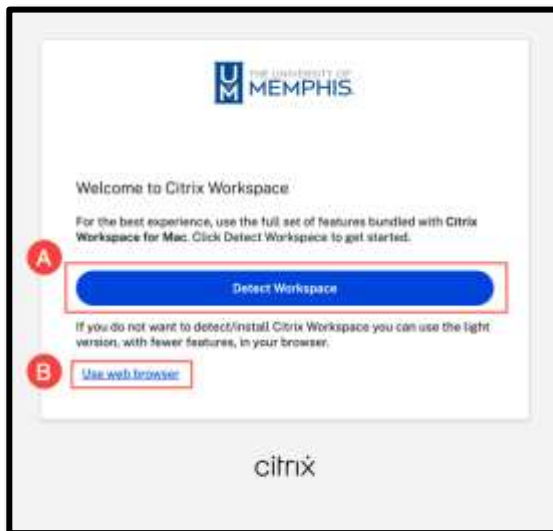 UM
THE UNIVERSITY OF
MEMPHIS.
Welcome to Citrix Workspace
For the best experience, use the full set of features bundled with Citrix
Workspace for Mac. Click Detect Workspace to get started.
A
Detect Workspace
If you do not want to detect/install Citrix Workspace you can use the light
version, with fewer features, in your browser.
B
Use web browser
citrix